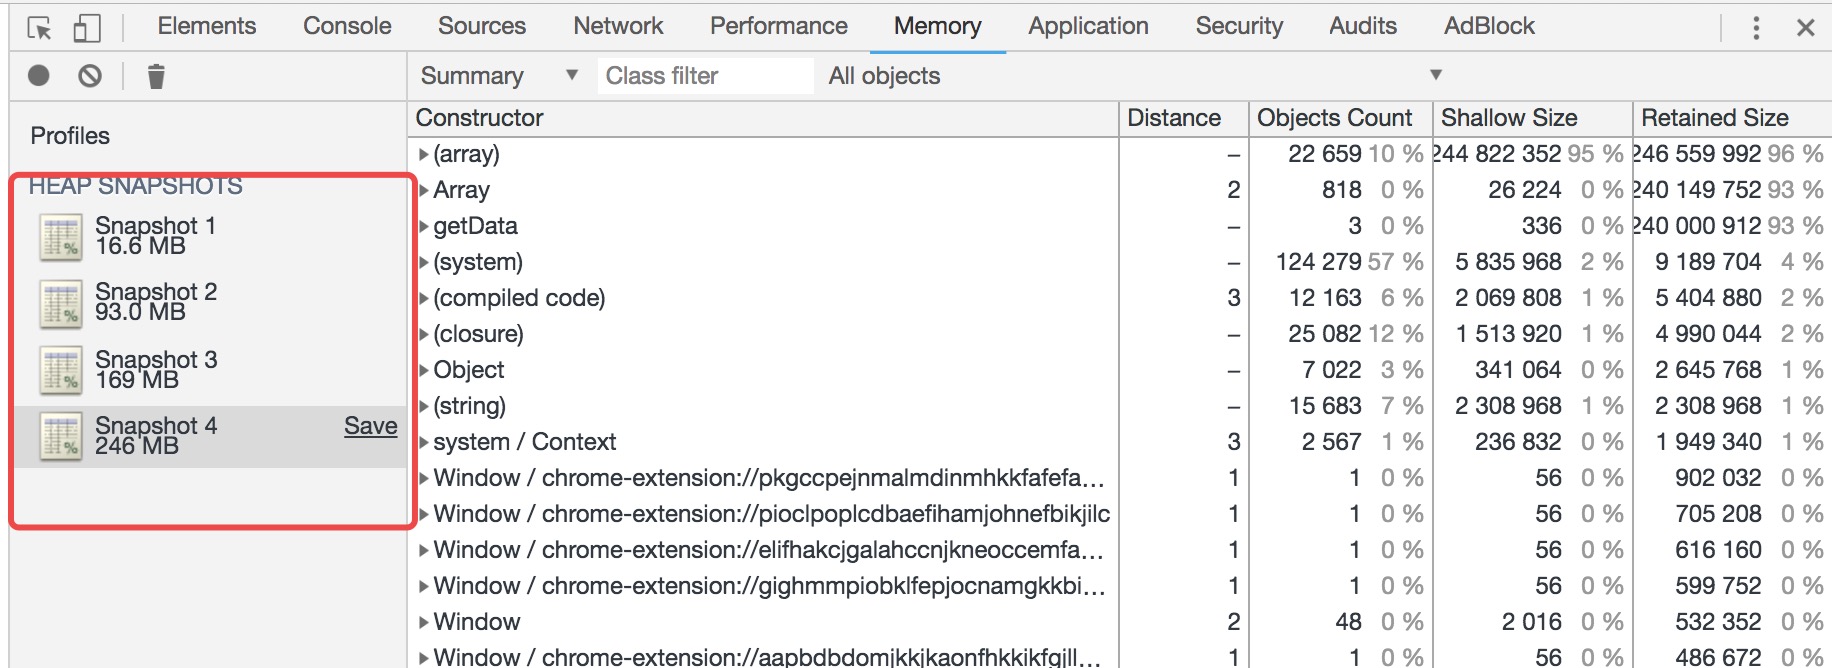 Elements Console Sources Network Performance Memory Application Security Audits AdBlock
Summary Class filter All objects
Profiles
HEAP SNAPSHOTS
Snapshot 1
16.6 MB
Snapshot 2
93.0 MB
Snapshot 3
169 MB
Snapshot 4 Save
246 MB
Constructor Distance Objects Count Shallow Size Retained Size
(array) – 22 659 10 % 244 822 352 95 % 246 559 992 96 %
Array 2 818 0 % 26 224 0 % 240 149 752 93 %
getData – 3 0 % 336 0 % 240 000 912 93 %
(system) – 124 279 57 % 5 835 968 2 % 9 189 704 4 %
(compiled code) 3 12 163 6 % 2 069 808 1 % 5 404 880 2 %
(closure) – 25 082 12 % 1 513 920 1 % 4 990 044 2 %
Object – 7 022 3 % 341 064 0 % 2 645 768 1 %
(string) – 15 683 7 % 2 308 968 1 % 2 308 968 1 %
system / Context 3 2 567 1 % 236 832 0 % 1 949 340 1 %
Window / chrome-extension://pkgccpejnmalmdinmhkkfafefa… 1 1 0 % 56 0 % 902 032 0 %
Window / chrome-extension://pioclpoplcdbaefihamjohnefbikjilc 1 1 0 % 56 0 % 705 208 0 %
Window / chrome-extension://elifhakcjgalahccnjkneoccemfa… 1 1 0 % 56 0 % 616 160 0 %
Window / chrome-extension://gighmmpiobklfepjocnamgkkbi… 1 1 0 % 56 0 % 599 752 0 %
Window 2 48 0 % 2 016 0 % 532 352 0 %
Window / chrome-extension://aapbdbdomjkkjkaonfhkkikfgjll… 1 1 0 % 56 0 % 486 672 0 %